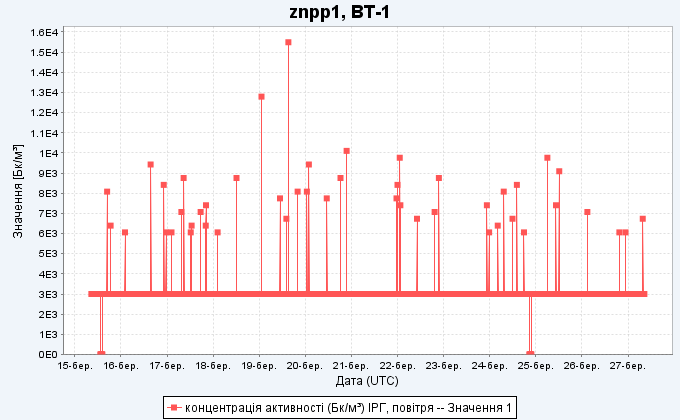 znpp1, ВТ-1
Значення [Бк/м³]
1.6E4
1.5E4
1.4E4
1.3E4
1.2E4
1.1E4
1E4
9E3
8E3
7E3
6E3
5E3
4E3
3E3
2E3
1E3
0E0
15-бер. 16-бер. 17-бер. 18-бер. 19-бер. 20-бер. 21-бер. 22-бер. 23-бер. 24-бер. 25-бер. 26-бер. 27-бер.
Дата (UTC)
концентрація активності (Бк/м³) ІРГ, повітря -- Значення 1